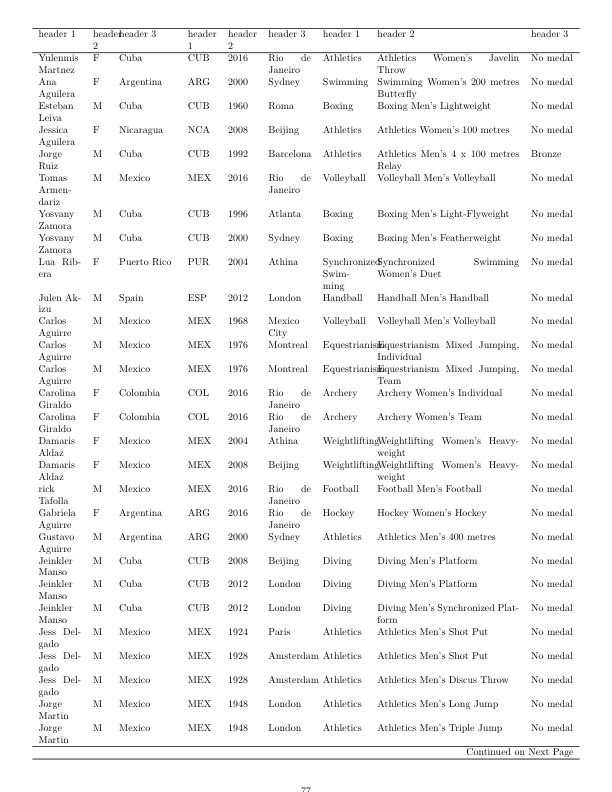 header 1 header 2 header 3 header 1 header 2 header 3 header 1 header 2 header 3
Yulenmis Martnez F Cuba CUB 2016 Rio de Janeiro Athletics Athletics Women's Javelin Throw No medal
Ana Aguilera F Argentina ARG 2000 Sydney Swimming Swimming Women's 200 metres Butterfly No medal
Esteban Leiva M Cuba CUB 1960 Roma Boxing Boxing Men's Lightweight No medal
Jessica Aguilera F Nicaragua NCA 2008 Beijing Athletics Athletics Women's 100 metres No medal
Jorge Ruiz M Cuba CUB 1992 Barcelona Athletics Athletics Men's 4 x 100 metres Relay Bronze
Tomas Armen-dariz M Mexico MEX 2016 Rio de Janeiro Volleyball Volleyball Men's Volleyball No medal
Yosvany Zamora M Cuba CUB 1996 Atlanta Boxing Boxing Men's Light-Flyweight No medal
Yosvany Zamora M Cuba CUB 2000 Sydney Boxing Boxing Men's Featherweight No medal
Lua Rib-era F Puerto Rico PUR 2004 Athina Synchronized Swim-ming Synchronized Swimming Women's Duet No medal
Julen Ak-izu M Spain ESP 2012 London Handball Handball Men's Handball No medal
Carlos Aguirre M Mexico MEX 1968 Mexico City Volleyball Volleyball Men's Volleyball No medal
Carlos Aguirre M Mexico MEX 1976 Montreal Equestrianism Equestrianism Mixed Jumping, Individual No medal
Carlos Aguirre M Mexico MEX 1976 Montreal Equestrianism Equestrianism Mixed Jumping, Team No medal
Carolina Giraldo F Colombia COL 2016 Rio de Janeiro Archery Archery Women's Individual No medal
Carolina Giraldo F Colombia COL 2016 Rio de Janeiro Archery Archery Women's Team No medal
Damaris Aldaz F Mexico MEX 2004 Athina Weightlifting Weightlifting Women's Heavy-weight No medal
Damaris Aldaz F Mexico MEX 2008 Beijing Weightlifting Weightlifting Women's Heavy-weight No medal
rick Tafolla M Mexico MEX 2016 Rio de Janeiro Football Football Men's Football No medal
Gabriela Aguirre F Argentina ARG 2016 Rio de Janeiro Hockey Hockey Women's Hockey No medal
Gustavo Aguirre M Argentina ARG 2000 Sydney Athletics Athletics Men's 400 metres No medal
Jeinkler Manso M Cuba CUB 2008 Beijing Diving Diving Men's Platform No medal
Jeinkler Manso M Cuba CUB 2012 London Diving Diving Men's Platform No medal
Jeinkler Manso M Cuba CUB 2012 London Diving Diving Men's Synchronized Plat-form No medal
Jess Del-gado M Mexico MEX 1924 Paris Athletics Athletics Men's Shot Put No medal
Jess Del-gado M Mexico MEX 1928 Amsterdam Athletics Athletics Men's Shot Put No medal
Jess Del-gado M Mexico MEX 1928 Amsterdam Athletics Athletics Men's Discus Throw No medal
Jorge Martin M Mexico MEX 1948 London Athletics Athletics Men's Long Jump No medal
Jorge Martin M Mexico MEX 1948 London Athletics Athletics Men's Triple Jump No medal
Continued on Next Page
77